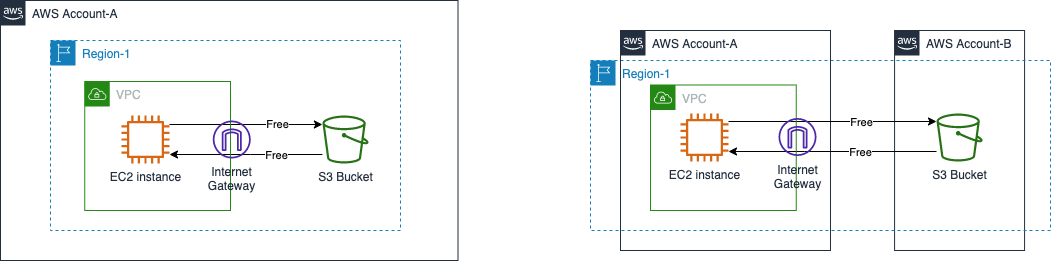 aws
AWS Account-A
Region-1
VPC
Free
Free
EC2 instance
Internet
Gateway
S3 Bucket
aws
AWS Account-A
aws
AWS Account-B
Region-1
VPC
Free
Free
EC2 instance
Internet
Gateway
S3 Bucket